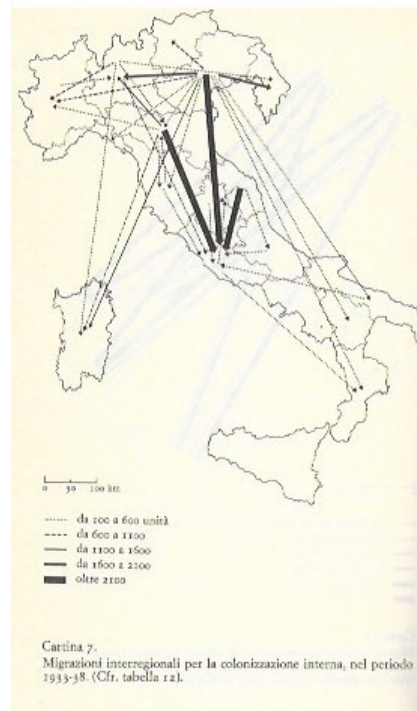 0 50 100 km.
da 100 a 600 unità
da 600 a 1100
da 1100 a 1600
da 1600 a 2100
oltre 2100
Cartina 7.
Migrazioni interregionali per la colonizzazione interna, nel periodo
1933-38. (Cfr. tabella 12).